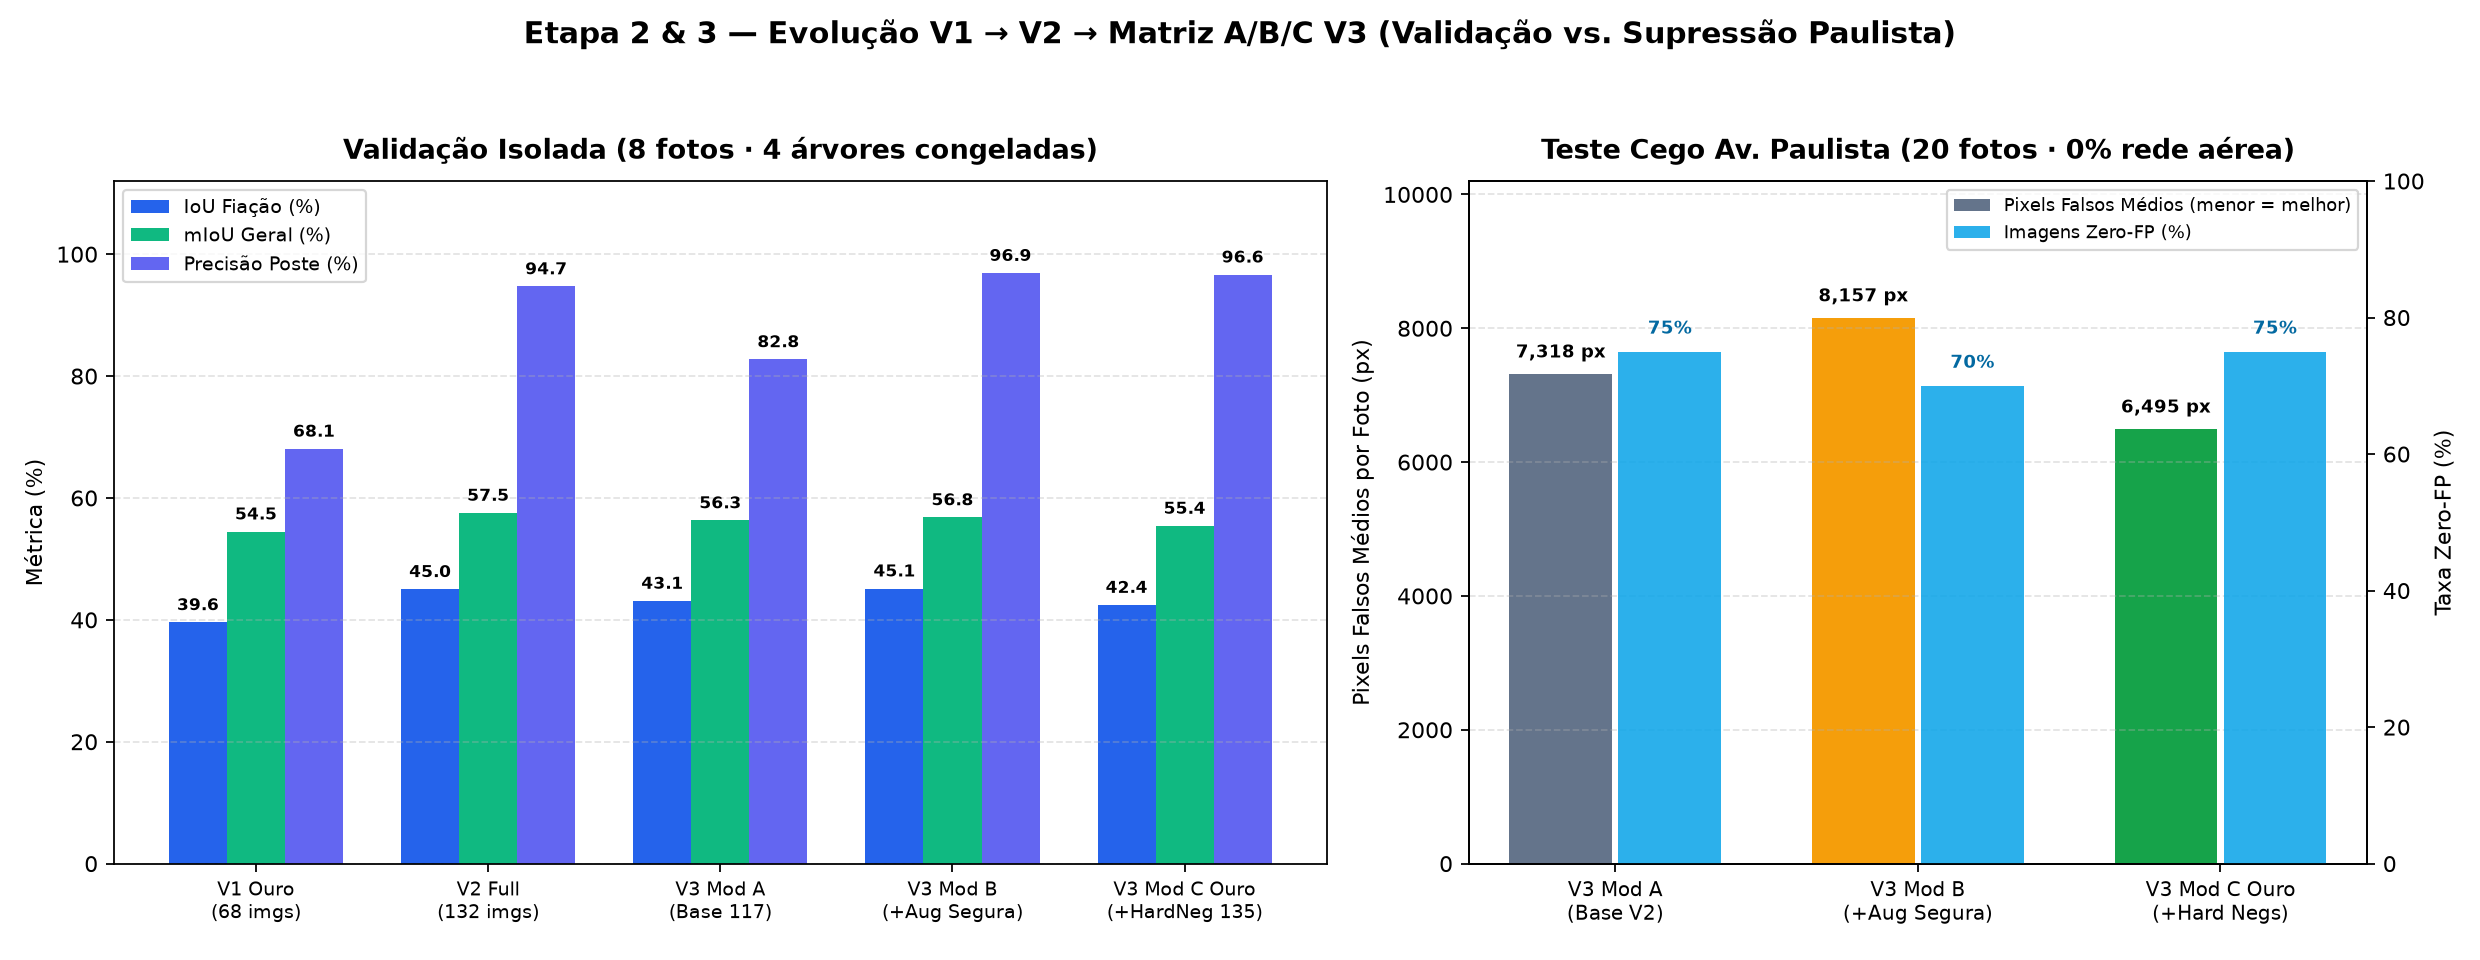 Etapa 2 & 3 — Evolução V1 → V2 → Matriz A/B/C V3 (Validação vs. Supressão Paulista)
Validação Isolada (8 fotos · 4 árvores congeladas)
IoU Fiação (%)
mIoU Geral (%)
Precisão Poste (%)
Métrica (%)
100
80
60
40
20
0
39.6
54.5
68.1
45.0
57.5
94.7
43.1
56.3
82.8
45.1
56.8
96.9
42.4
55.4
96.6
V1 Ouro
(68 imgs)
V2 Full
(132 imgs)
V3 Mod A
(Base 117)
V3 Mod B
(+Aug Segura)
V3 Mod C Ouro
(+HardNeg 135)
Teste Cego Av. Paulista (20 fotos · 0% rede aérea)
Pixels Falsos Médios (menor = melhor)
Imagens Zero-FP (%)
Pixels Falsos Médios por Foto (px)
10000
8000
6000
4000
2000
0
7,318 px
75%
8,157 px
70%
6,495 px
75%
100
80
60
40
20
0
Taxa Zero-FP (%)
V3 Mod A
(Base V2)
V3 Mod B
(+Aug Segura)
V3 Mod C Ouro
(+Hard Negs)